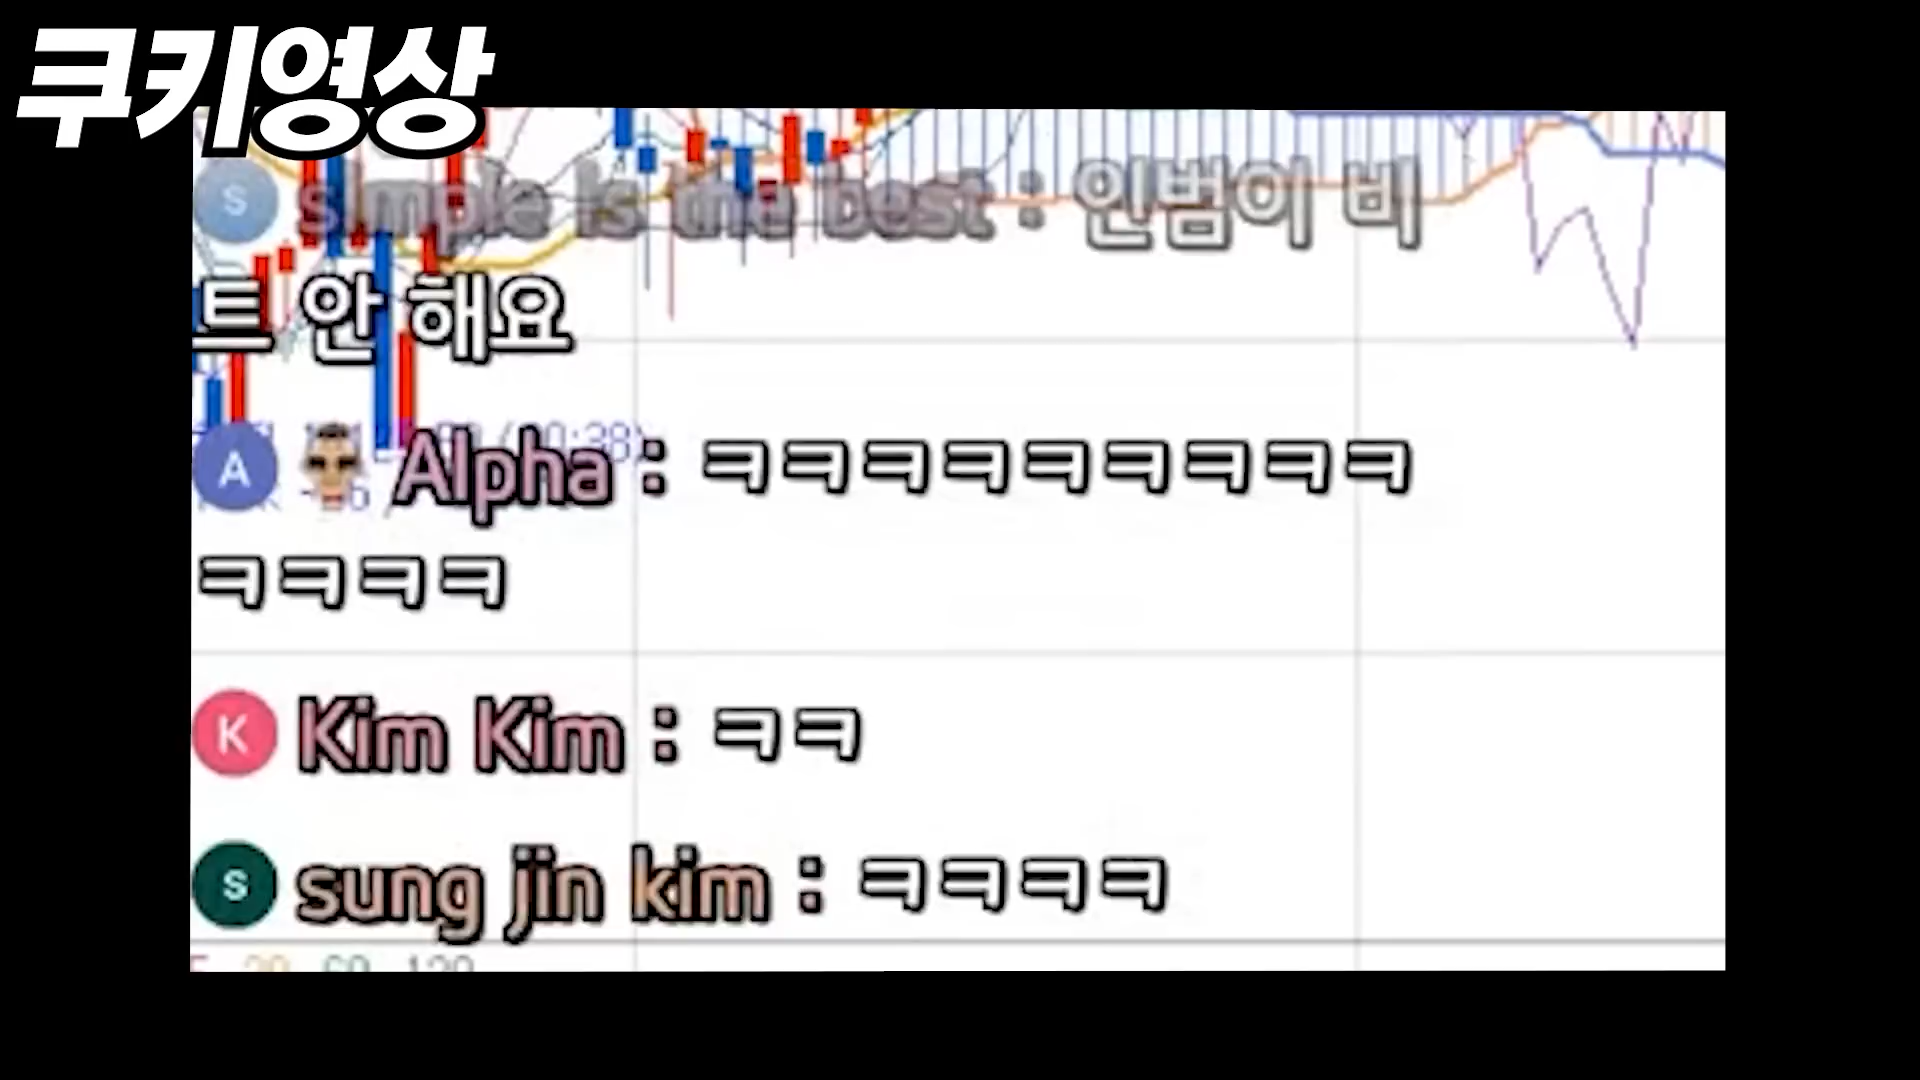 쿠키영상
simple is the best : 인범이 비
트 안 해요
Alpha : ㅋㅋㅋㅋㅋㅋㅋㅋㅋ
ㅋㅋㅋㅋ
Kim Kim : ㅋㅋ
sung jin kim : ㅋㅋㅋㅋ